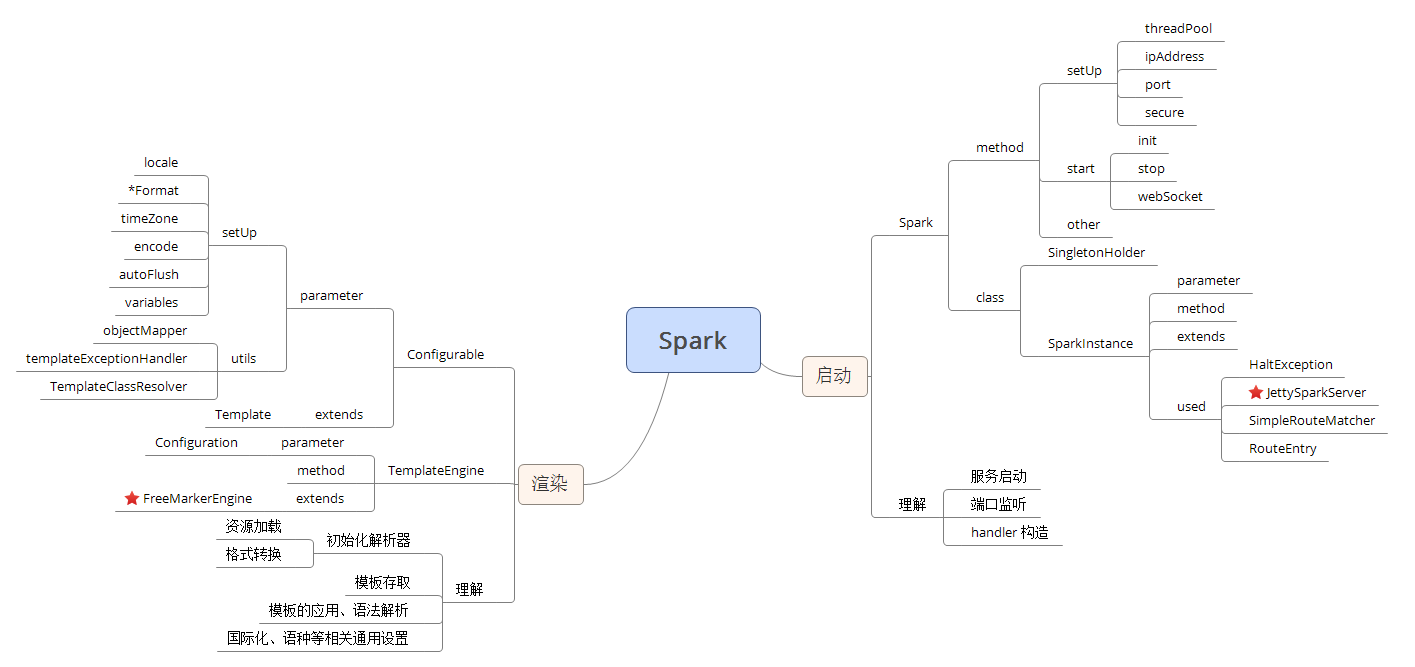 Spark
启动
Spark
method
setUp
threadPool
ipAddress
port
secure
start
init
stop
webSocket
other
class
SingletonHolder
SparkInstance
parameter
method
extends
used
HaltException
JettySparkServer
SimpleRouteMatcher
RouteEntry
理解
服务启动
端口监听
handler 构造
渲染
Configurable
parameter
setUp
locale
*Format
timeZone
encode
autoFlush
variables
utils
objectMapper
templateExceptionHandler
TemplateClassResolver
extends
Template
TemplateEngine
parameter
Configuration
method
extends
FreeMarkerEngine
理解
初始化解析器
资源加载
格式转换
模板存取
模板的应用、语法解析
国际化、语种等相关通用设置